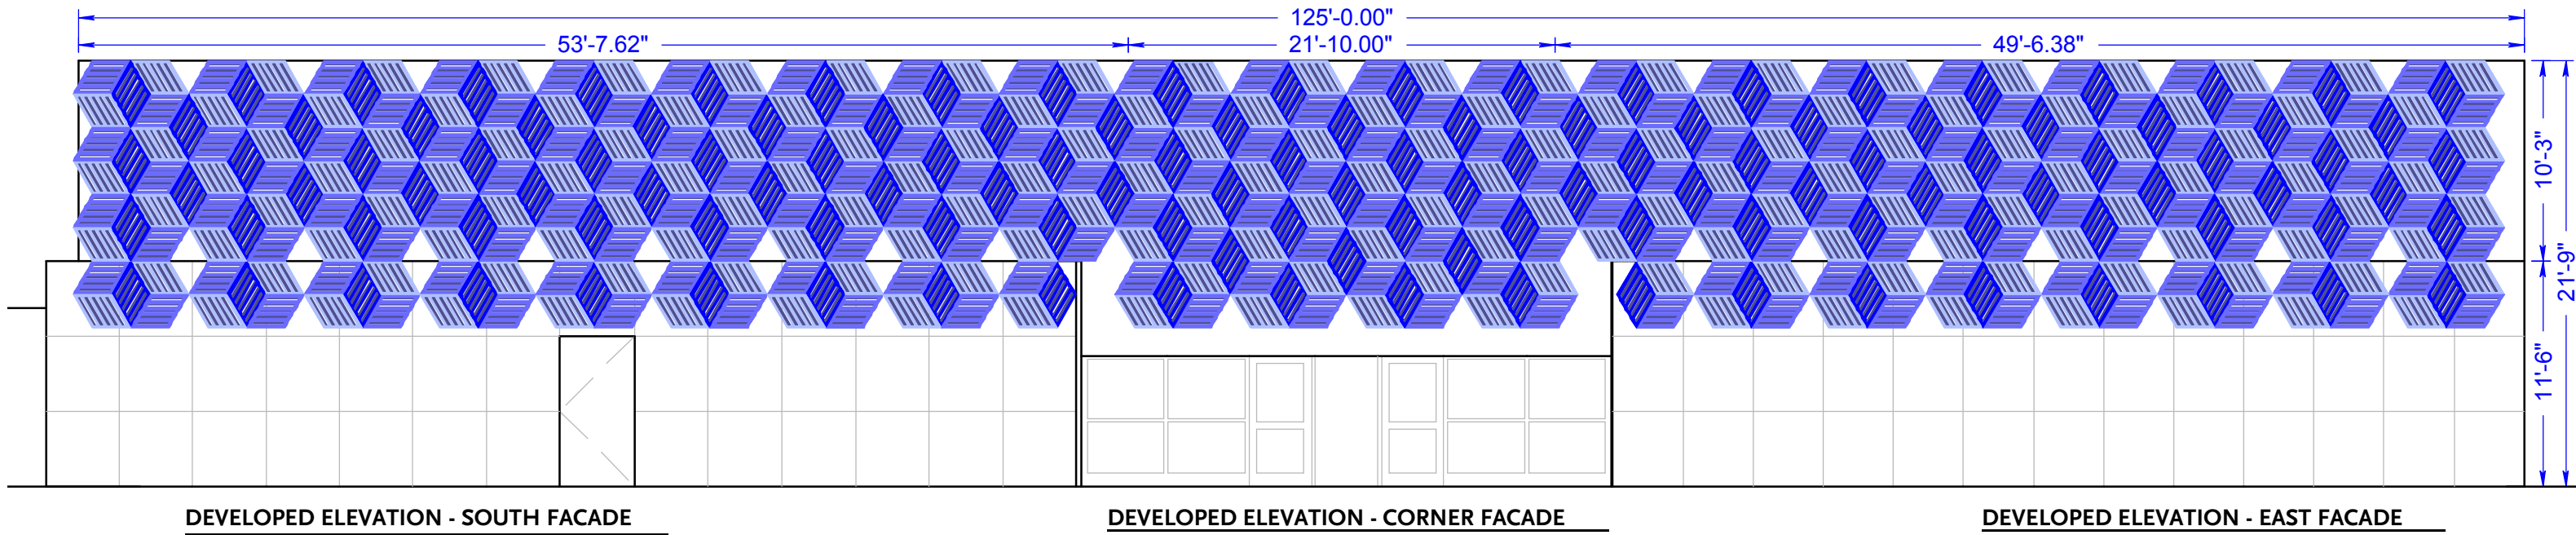 125'-0.00"
53'-7.62"
21'-10.00"
49'-6.38"
10'-3"
21'-9"
11'-6"
DEVELOPED ELEVATION - SOUTH FACADE
DEVELOPED ELEVATION - CORNER FACADE
DEVELOPED ELEVATION - EAST FACADE